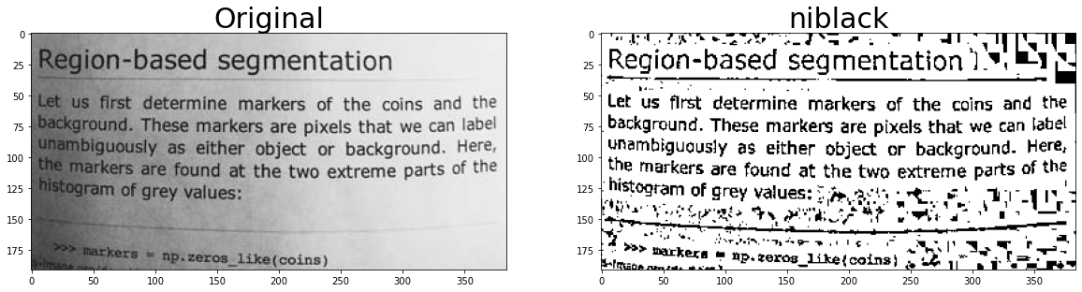 Original
niblack
0
25
50
75
100
125
150
175
0
50
100
150
200
250
300
350
Region-based segmentation
Let us first determine markers of the coins and the
background. These markers are pixels that we can label
unambiguously as either object or background. Here,
the markers are found at the two extreme parts of the
histogram of grey values:
>>> markers = np.zeros_like(coins)
0
25
50
75
100
125
150
175
0
50
100
150
200
250
300
350
Region-based segmentation
Let us first determine markers of the coins and the
background. These markers are pixels that we can label
unambiguously as either object or background. Here,
the markers are found at the two extreme parts of the
histogram of grey values:
>>> markers = np.zeros_like(coins)